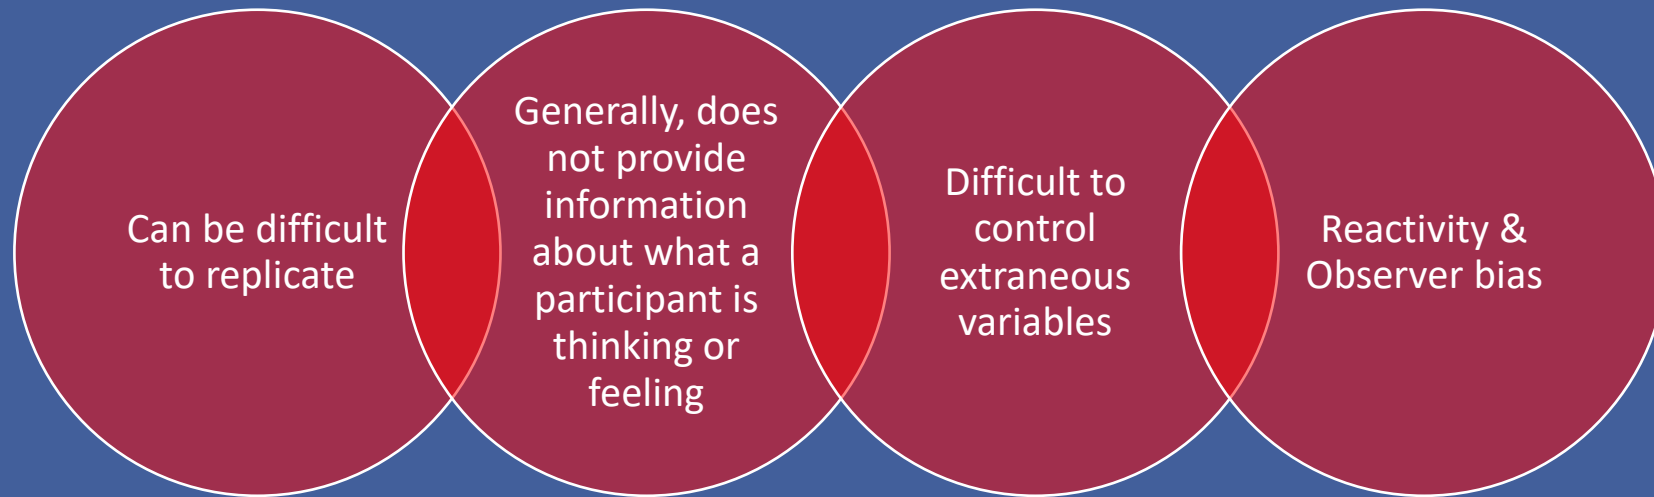 Can be difficult
to replicate
Generally, does
not provide
information
about what a
participant is
thinking or
feeling
Difficult to
control
extraneous
variables
Reactivity &
Observer bias